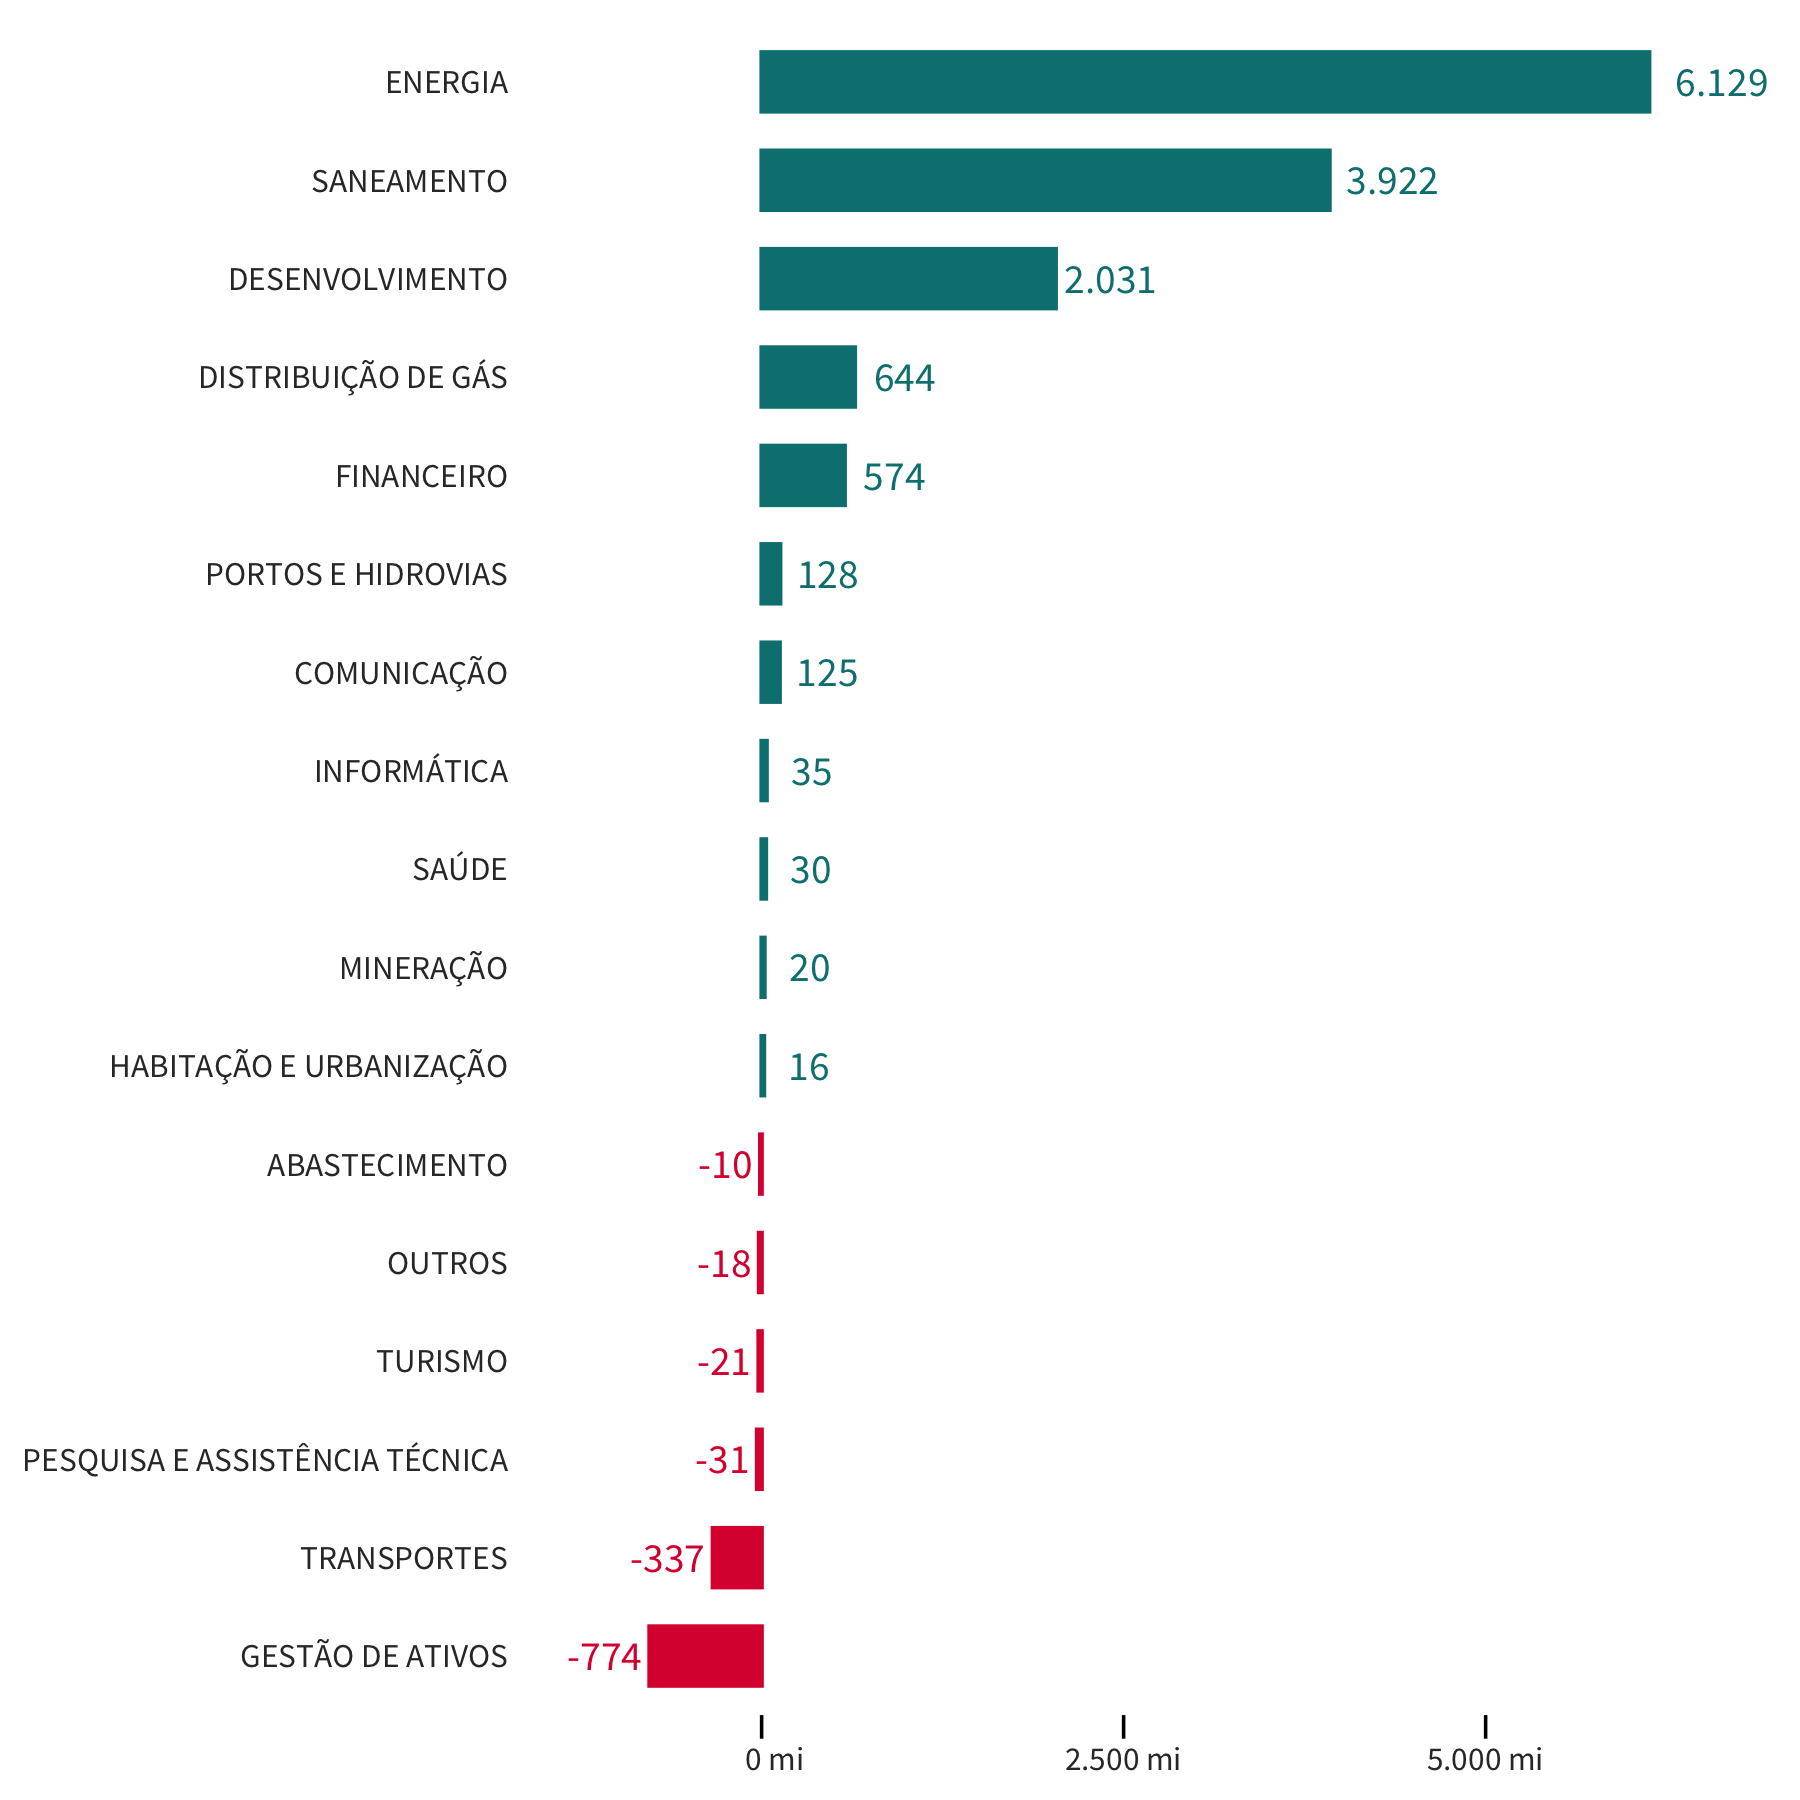 ENERGIA 6.129
SANEAMENTO 3.922
DESENVOLVIMENTO 2.031
DISTRIBUIÇÃO DE GÁS 644
FINANCEIRO 574
PORTOS E HIDROVIAS 128
COMUNICAÇÃO 125
INFORMÁTICA 35
SAÚDE 30
MINERAÇÃO 20
HABITAÇÃO E URBANIZAÇÃO 16
ABASTECIMENTO -10
OUTROS -18
TURISMO -21
PESQUISA E ASSISTÊNCIA TÉCNICA -31
TRANSPORTES -337
GESTÃO DE ATIVOS -774
0 mi 2.500 mi 5.000 mi